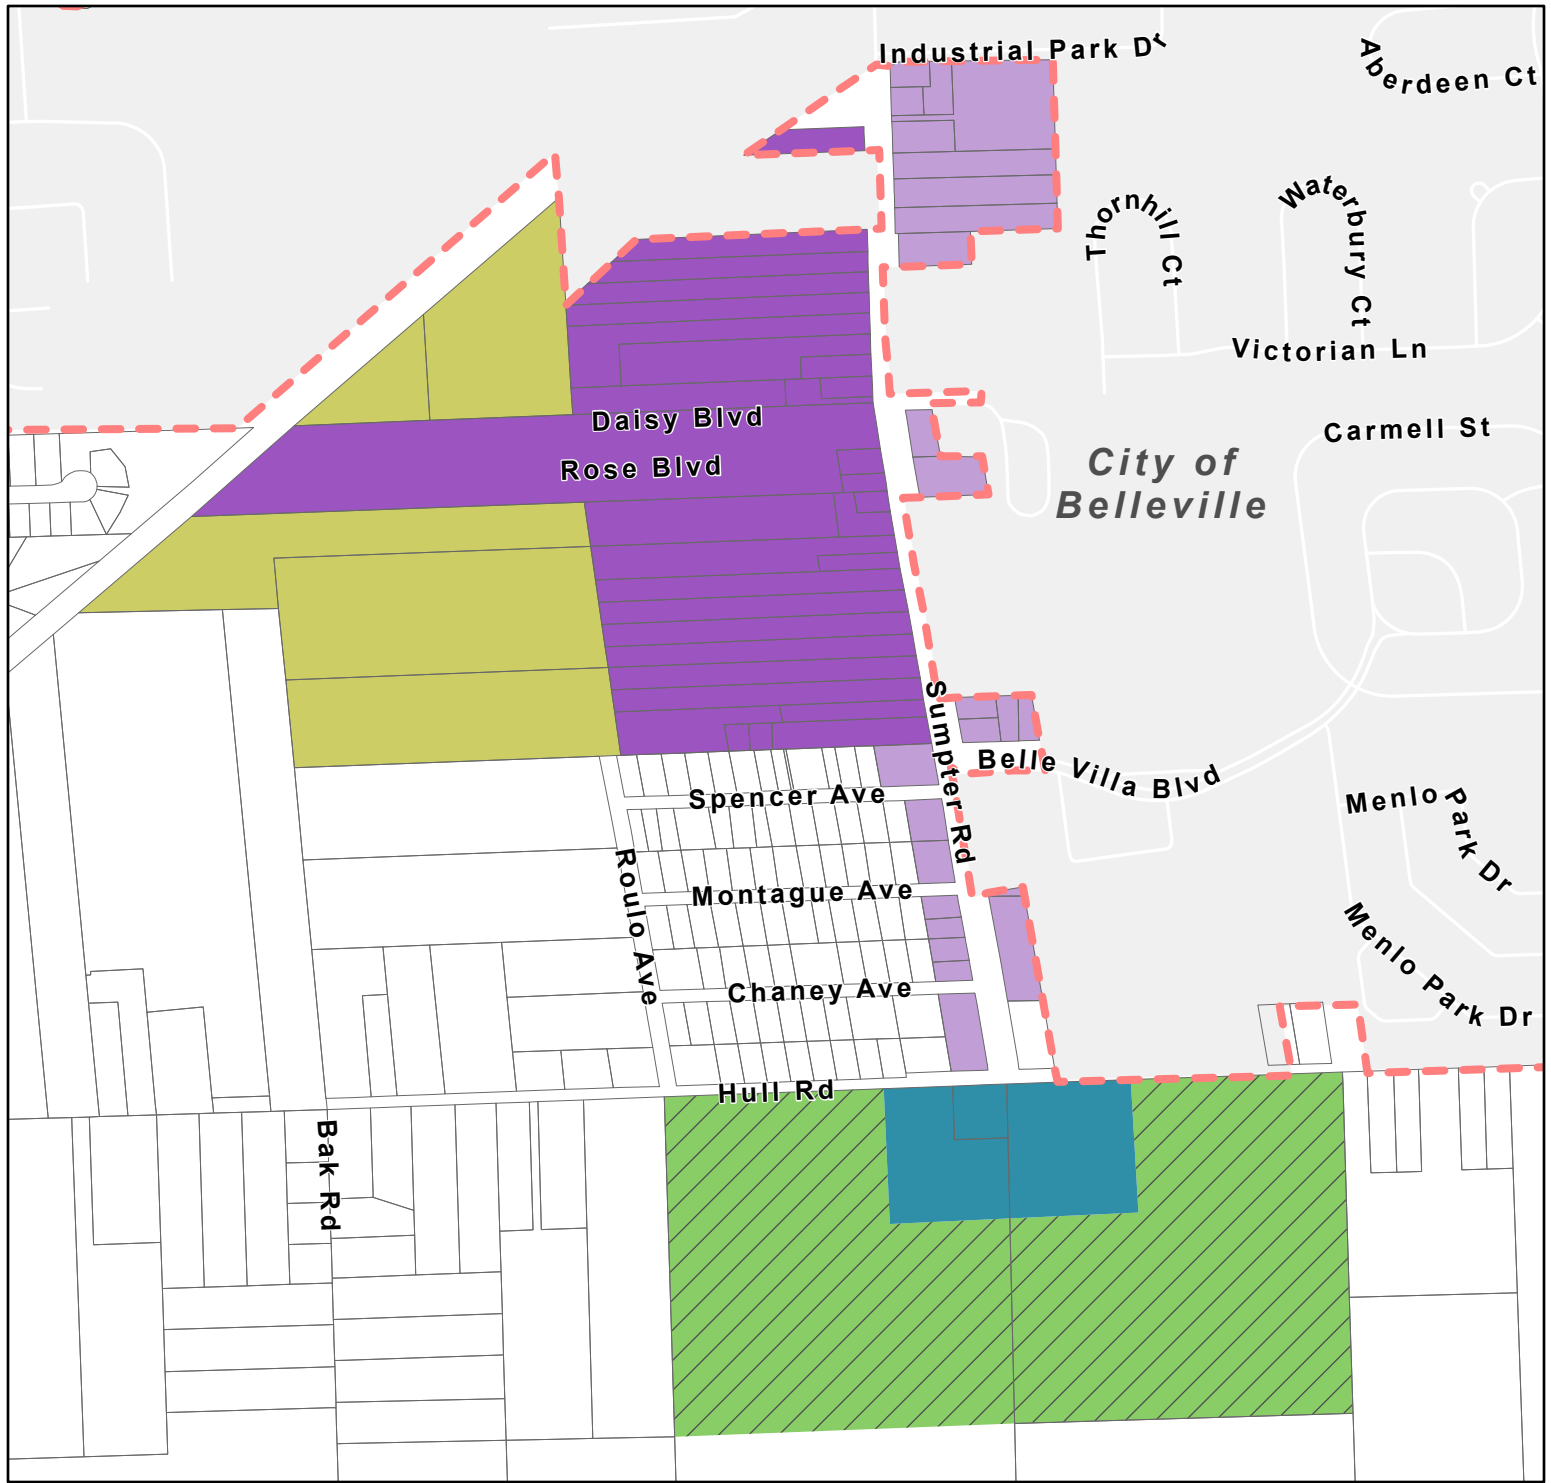 Industrial Park Dr
Aberdeen Ct
Thornhill Ct
Waterbury Ct
Victorian Ln
Daisy Blvd
Carmell St
Rose Blvd
City of
Belleville
Sumpter Rd
Belle Villa Blvd
Spencer Ave
Menlo Park Dr
Roulo Ave
Montague Ave
Menlo Park Dr
Chaney Ave
Hull Rd
Bak Rd